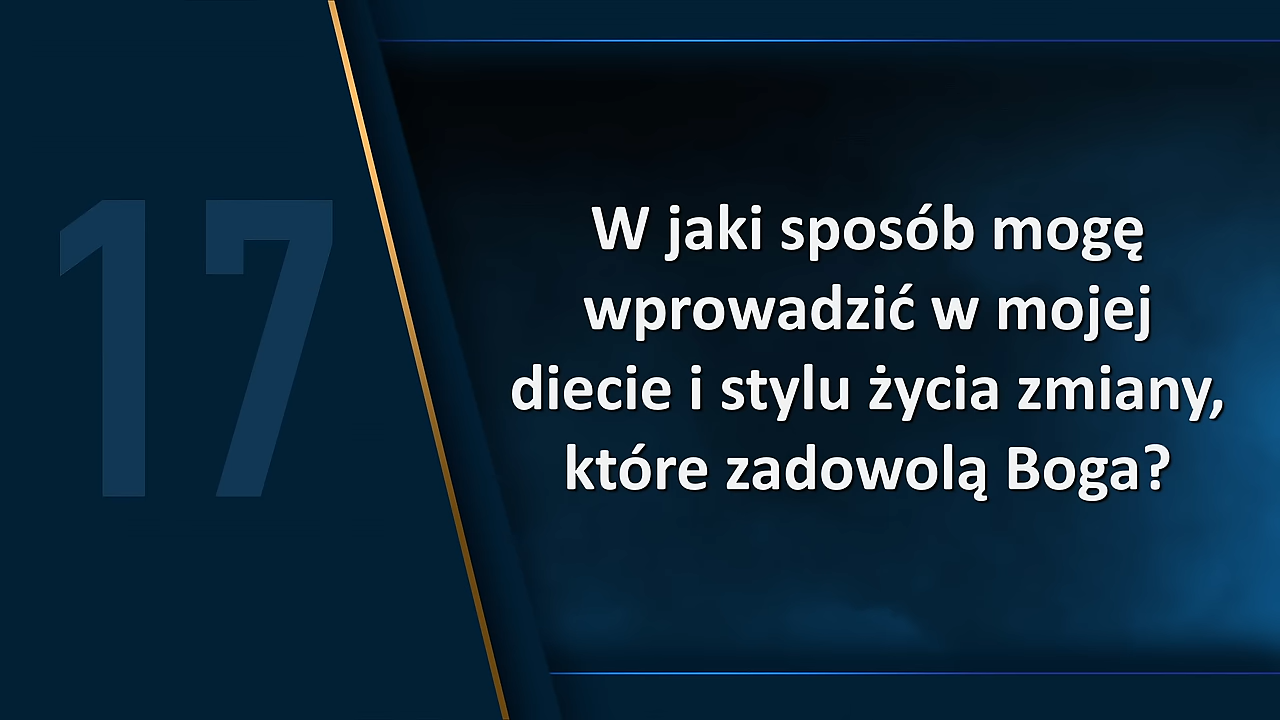 17
W jaki sposób mogę
wprowadzić w mojej
diecie i stylu życia zmiany,
które zadowolą Boga?